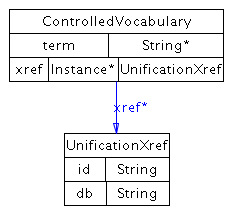 ControlledVocabulary
term String*
xref Instance* UnificationXref
xref*
UnificationXref
id String
db String